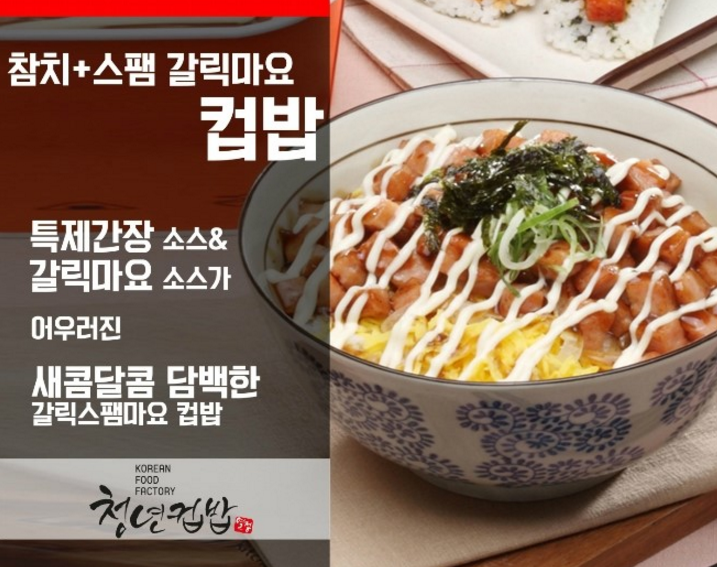 참치+스팸 갈릭마요
컵밥
특제간장 소스&
갈릭마요 소스가
어우러진
새콤달콤 담백한
갈릭스팸마요 컵밥
KOREAN
FOOD
FACTORY
청년컵밥